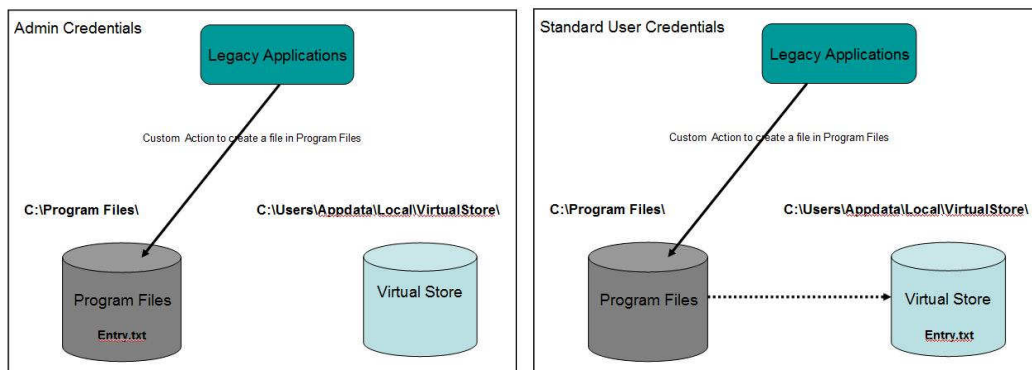 Admin Credentials
Legacy Applications
Custom Action to create a file in Program Files
C:\Program Files\
C:\Users\Appdata\Local\VirtualStore\
Program Files
Entry.txt
Virtual Store
Standard User Credentials
Legacy Applications
Custom Action to create a file in Program Files
C:\Program Files\
C:\Users\Appdata\Local\VirtualStore\
Program Files
Virtual Store
Entry.txt